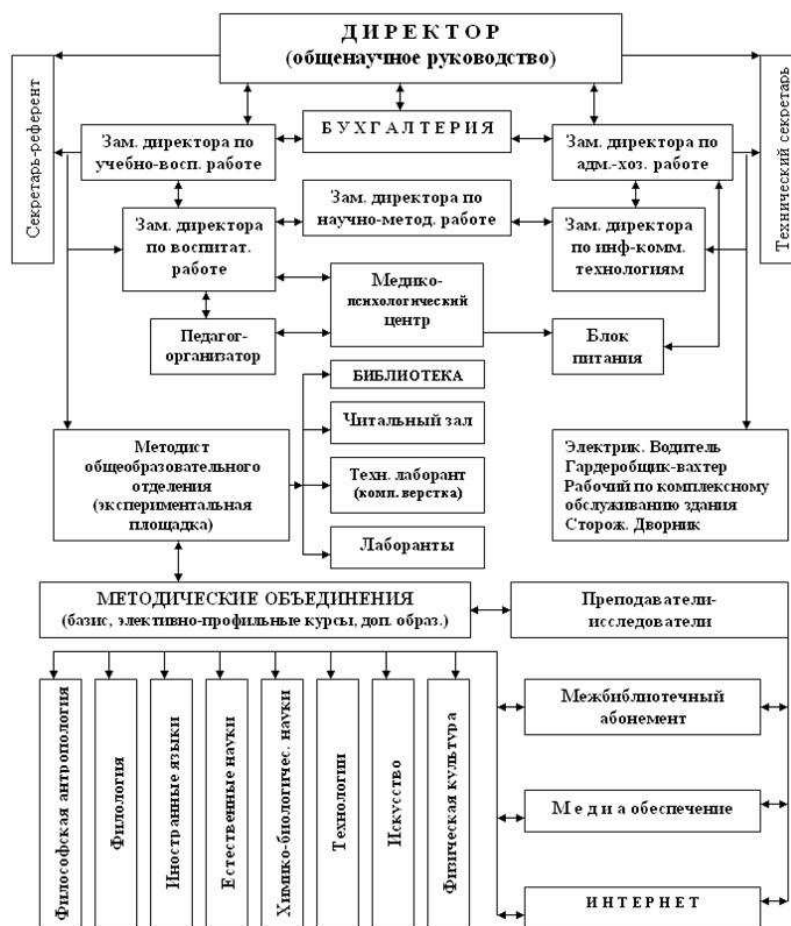 Д И Р Е К Т О Р
(общенаучное руководство)
Секретарь-референт
Технический секретарь
Б У Х Г А Л Т Е Р И Я
Зам. директора по
учебно-восп. работе
Зам. директора по
адм.-хоз. работе
Зам. директора по
научно-метод. работе
Зам. директора
по воспитат.
работе
Зам. директора
по инф-комм.
технологиям
Медико-
психологический
центр
Педагог-
организатор
Блок
питания
БИБЛИОТЕКА
Читальный зал
Техн. лаборант
(комп. верстка)
Лаборанты
Методист
общеобразовательного
отделения
(экспериментальная
площадка)
Электрик. Водитель
Гардеробщик-вахтер
Рабочий по комплексному
обслуживанию здания
Сторож. Дворник
МЕТОДИЧЕСКИЕ ОБЪЕДИНЕНИЯ
(базис, элективно-профильные курсы, доп. образ.)
Преподаватели-
исследователи
Философская антропология
Филология
Иностранные языки
Естественные науки
Химико-биологичес. науки
Технологии
Искусство
Физическая культура
Межбиблиотечный
абонемент
М е д и а обеспечение
И Н Т Е Р Н Е Т